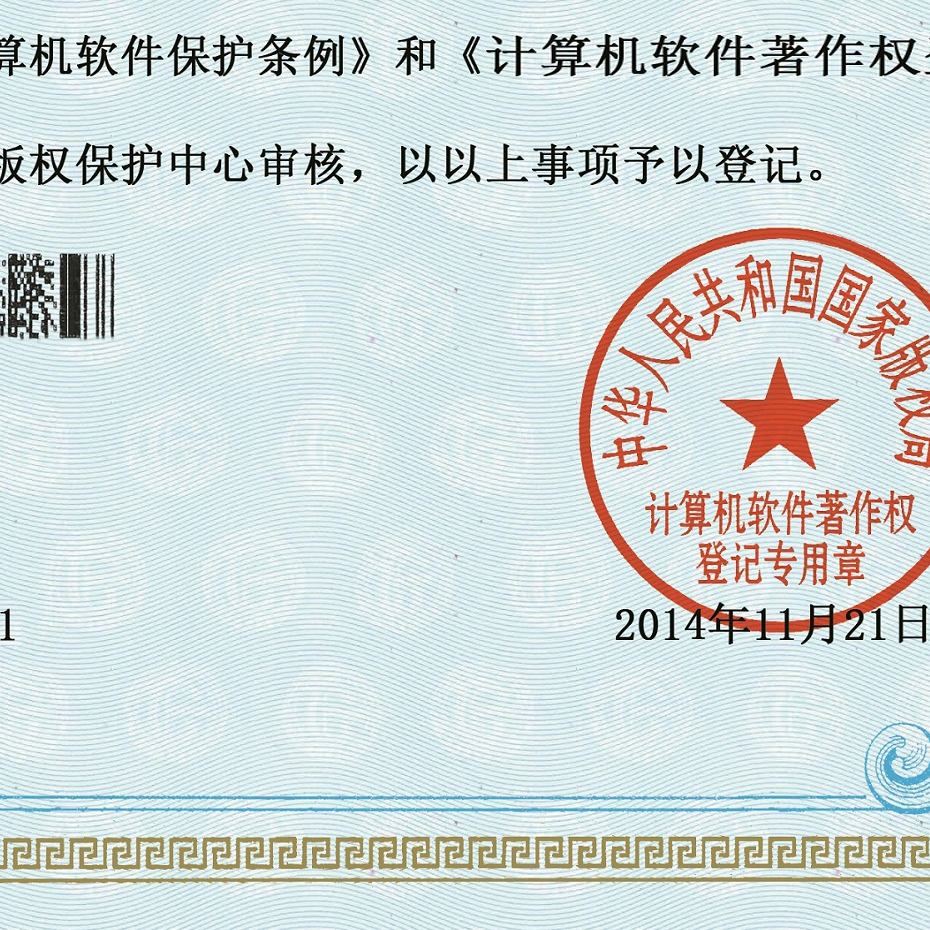 算机软件保护条例》和《计算机软件著作权登
版权保护中心审核，以以上事项予以登记。
中华人民共和国国家版权局
计算机软件著作权
登记专用章
1
2014年11月21日